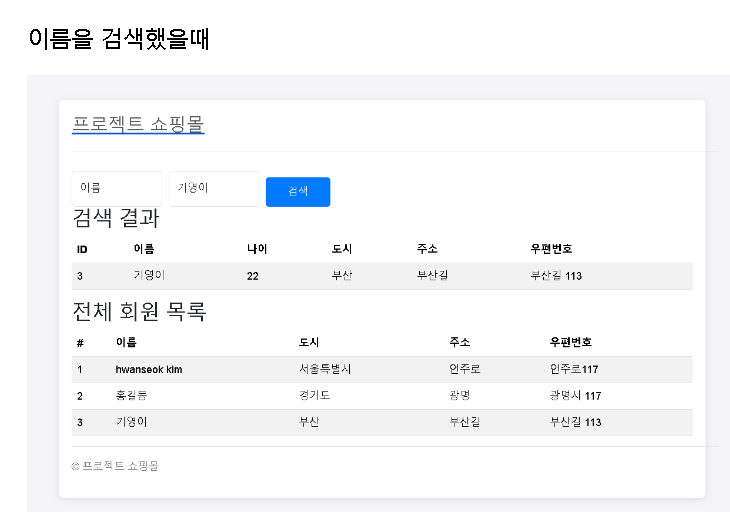 이름을 검색했을때
프로젝트 쇼핑몰
이름 기영이 검색
검색 결과
ID 이름 나이 도시 주소 우편번호
3 기영이 22 부산 부산길 부산길 113
전체 회원 목록
# 이름 도시 주소 우편번호
1 hwanseok kim 서울특별시 언주로 언주로117
2 홍길동 경기도 광명 광명시 117
3 기영이 부산 부산길 부산길 113
© 프로젝트 쇼핑몰